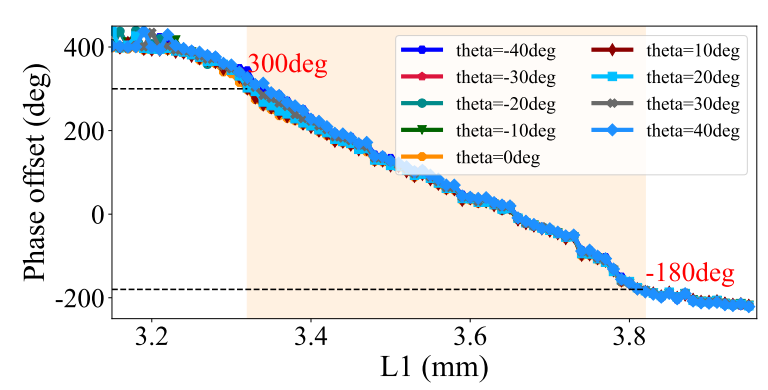 400
200
0
-200
Phase offset (deg)
3.2
3.4
3.6
3.8
L1 (mm)
300deg
-180deg
theta=-40deg
theta=-30deg
theta=-20deg
theta=-10deg
theta=0deg
theta=10deg
theta=20deg
theta=30deg
theta=40deg